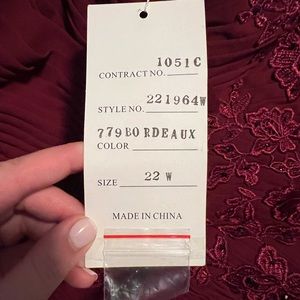 CONTRACT NO. 1051C
STYLE NO. 221964W
779BORDEAUX
COLOR
SIZE 22 W
MADE IN CHINA